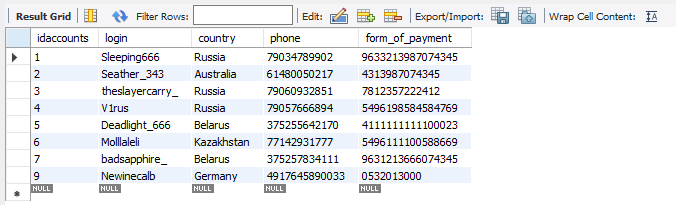 Result Grid Filter Rows: Edit: Export/Import: Wrap Cell Content: IA
idaccounts login country phone form_of_payment
1 Sleeping666 Russia 79034789902 9633213987074345
2 Seather_343 Australia 61480050217 4313987074345
3 theslayercarry_ Russia 79060932851 7812357222412
4 V1rus Russia 79057666894 5496198584584769
5 Deadlight_666 Belarus 375255642170 4111111111100023
6 Molllaleli Kazakhstan 77142931777 5496111100588669
7 badsapphire_ Belarus 375257834111 9631213666074345
9 Newinecalb Germany 4917645890033 0532013000
NULL NULL NULL NULL NULL